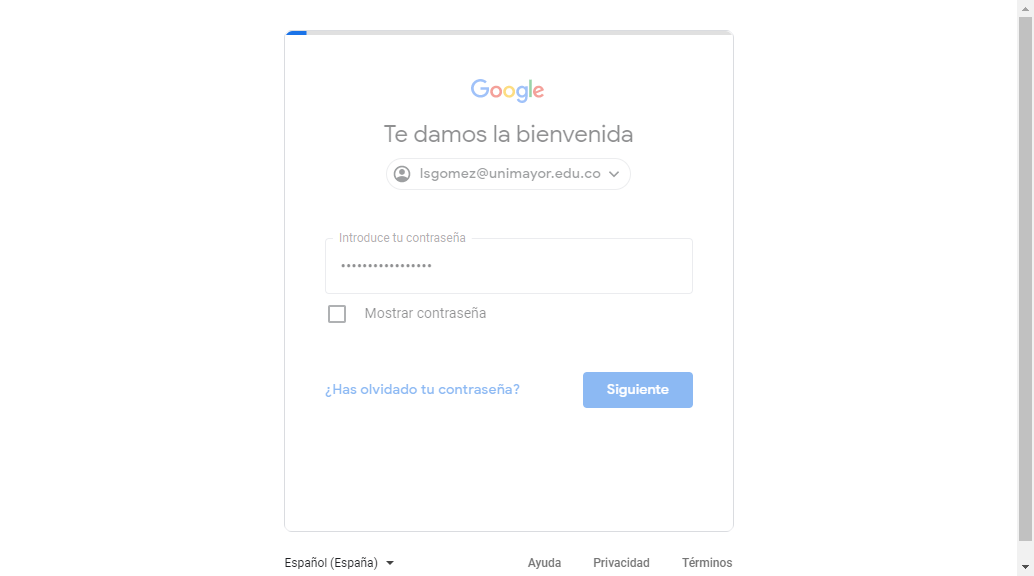 Google
Te damos la bienvenida
lsgomez@unimayor.edu.co
Introduce tu contraseña
•••••••••••••••••
Mostrar contraseña
¿Has olvidado tu contraseña?
Siguiente
Español (España)
Ayuda Privacidad Términos